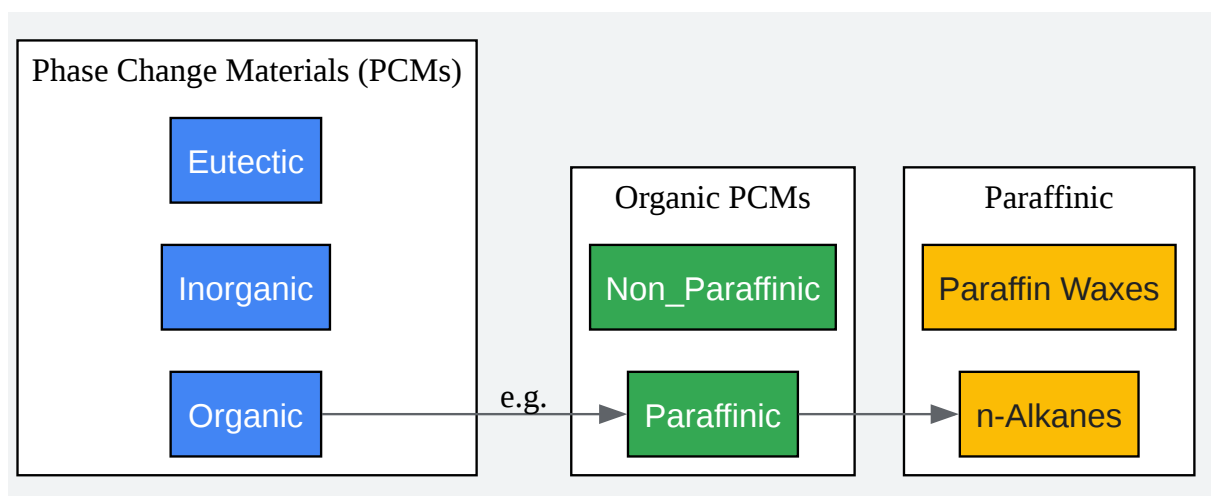 Phase Change Materials (PCMs)
Eutectic
Inorganic
Organic
e.g.
Organic PCMs
Non_Paraffinic
Paraffinic
Paraffinic
Paraffin Waxes
n-Alkanes